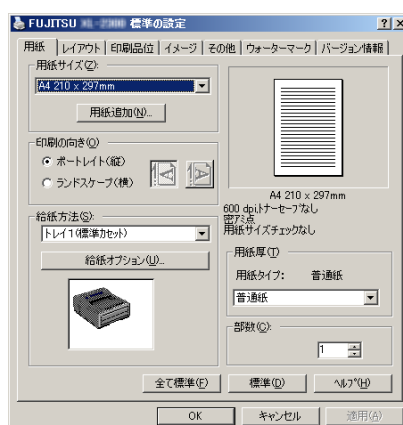 FUJITSU 標準の設定
用紙 レイアウト 印刷品位 イメージ その他 ウォーターマーク バージョン情報
用紙サイズ(Z):
A4 210 x 297mm
用紙追加(N)...
印刷の向き(O)
ポートレイト(縦)
ランドスケープ(横)
給紙方法(S):
トレイ1(標準カセット)
給紙オプション(U)...
A4 210 x 297mm
600 dpi,トナーセーブなし
密アミ点
用紙サイズチェックなし
用紙厚(T)
用紙タイプ: 普通紙
普通紙
部数(C):
1
全て標準(F) 標準(D) ヘルプ(H)
OK キャンセル 適用(A)